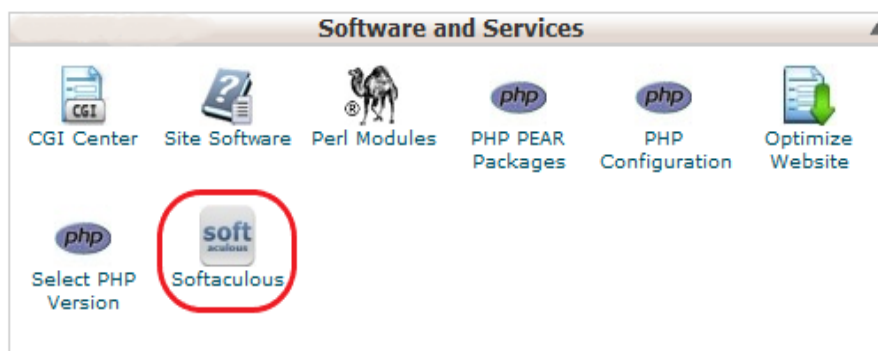 Software and Services
CGI
®
php
php
CGI Center
Site Software
Perl Modules
PHP PEAR
Packages
PHP
Configuration
Optimize
Website
php
soft
aculous
Select PHP
Version
Softaculous